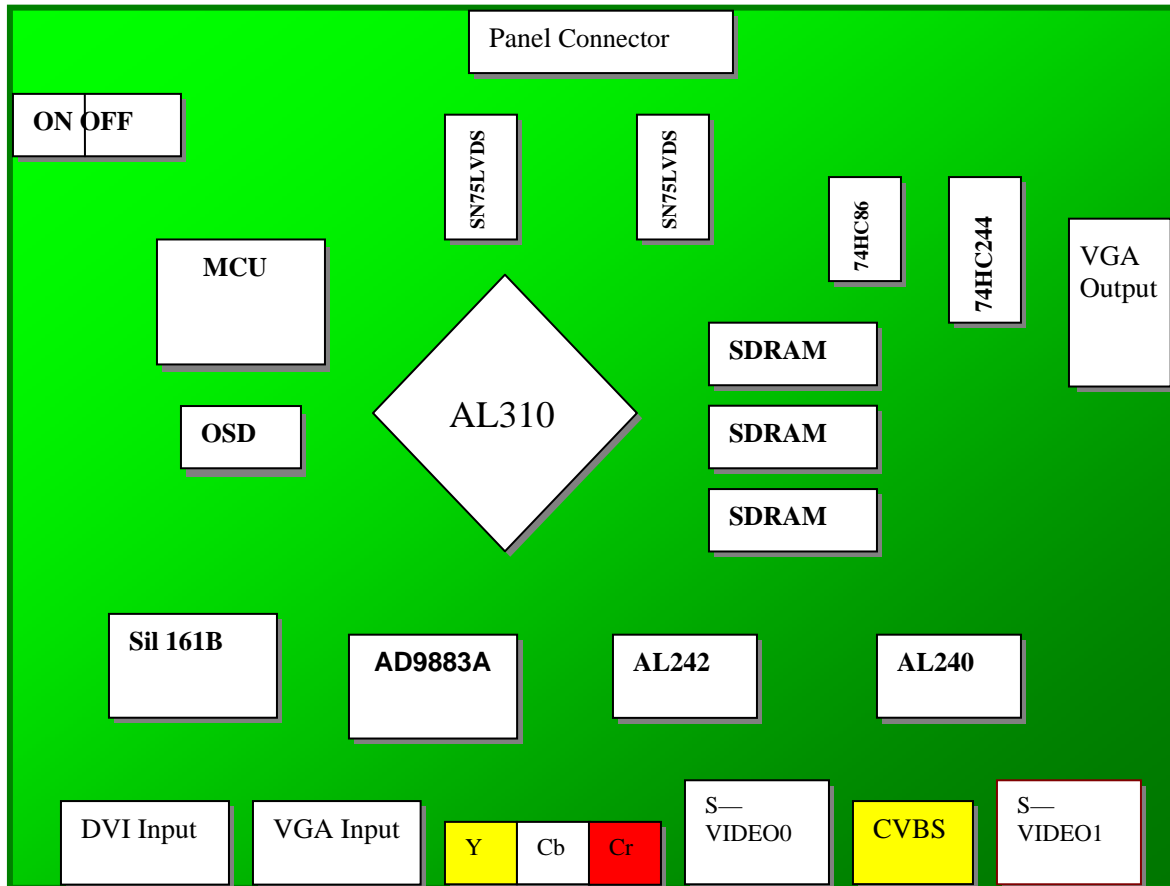 Panel Connector
ON OFF
SN75LVDS
SN75LVDS
74HC86
74HC244
VGA
Output
MCU
SDRAM
AL310
OSD
SDRAM
SDRAM
Sil 161B
AD9883A
AL242
AL240
DVI Input
VGA Input
Y
Cb
Cr
S—
VIDEO0
CVBS
S—
VIDEO1